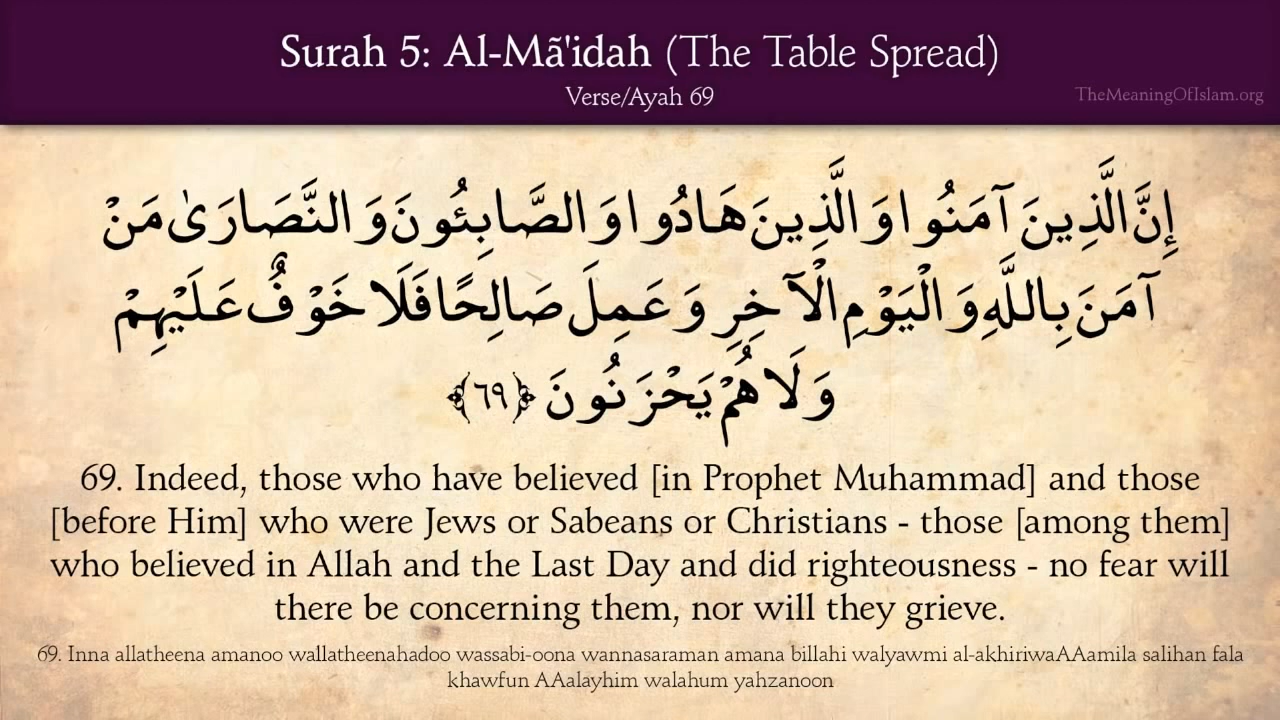 Surah 5: Al-Mã'idah (The Table Spread)
Verse/Ayah 69
TheMeaningOfIslam.org
إِنَّ الَّذِينَ آمَنُوا وَالَّذِينَ هَادُوا وَالصَّابِئُونَ وَالنَّصَارَىٰ مَنْ
آمَنَ بِاللَّهِ وَالْيَوْمِ الْآخِرِ وَعَمِلَ صَالِحًا فَلَا خَوْفٌ عَلَيْهِمْ
وَلَا هُمْ يَحْزَنُونَ ﴿٦٩﴾
69. Indeed, those who have believed [in Prophet Muhammad] and those
[before Him] who were Jews or Sabeans or Christians - those [among them]
who believed in Allah and the Last Day and did righteousness - no fear will
there be concerning them, nor will they grieve.
69. Inna allatheena amanoo wallatheenahadoo wassabi-oona wannasaraman amana billahi walyawmi al-akhiriwaAAamila salihan fala
khawfun AAalayhim walahum yahzanoon